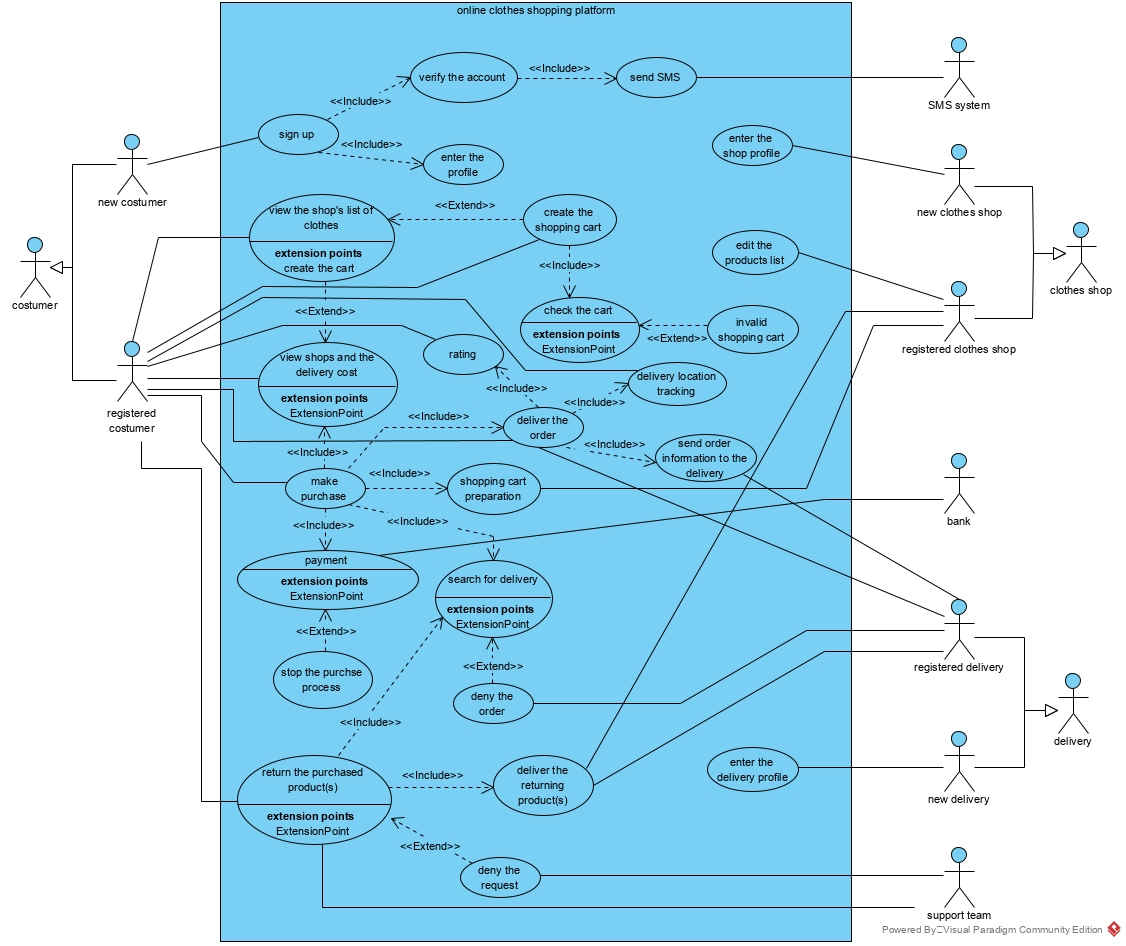 online clothes shopping platform
<<Include>>
verify the account
send SMS
SMS system
<<Include>>
sign up
<<Include>>
enter the
profile
enter the
shop profile
new costumer
new clothes shop
view the shop's list of
clothes
extension points
create the cart
<<Extend>>
create the
shopping cart
<<Include>>
edit the
products list
clothes shop
costumer
<<Extend>>
check the cart
extension points
ExtensionPoint
<<Extend>>
invalid
shopping cart
registered clothes shop
view shops and the
delivery cost
extension points
ExtensionPoint
rating
<<Include>>
<<Include>>
delivery location
tracking
registered
costumer
<<Include>>
deliver the
order
<<Include>>
send order
information to the
delivery
<<Include>>
make
purchase
<<Include>>
shopping cart
preparation
bank
<<Include>>
<<Include>>
payment
extension points
ExtensionPoint
search for delivery
extension points
ExtensionPoint
<<Extend>>
stop the purchse
process
<<Extend>>
deny the
order
registered delivery
<<Include>>
delivery
return the purchased
product(s)
extension points
ExtensionPoint
<<Include>>
deliver the
returning
product(s)
enter the
delivery profile
new delivery
<<Extend>>
deny the
request
support team
Powered By Visual Paradigm Community Edition